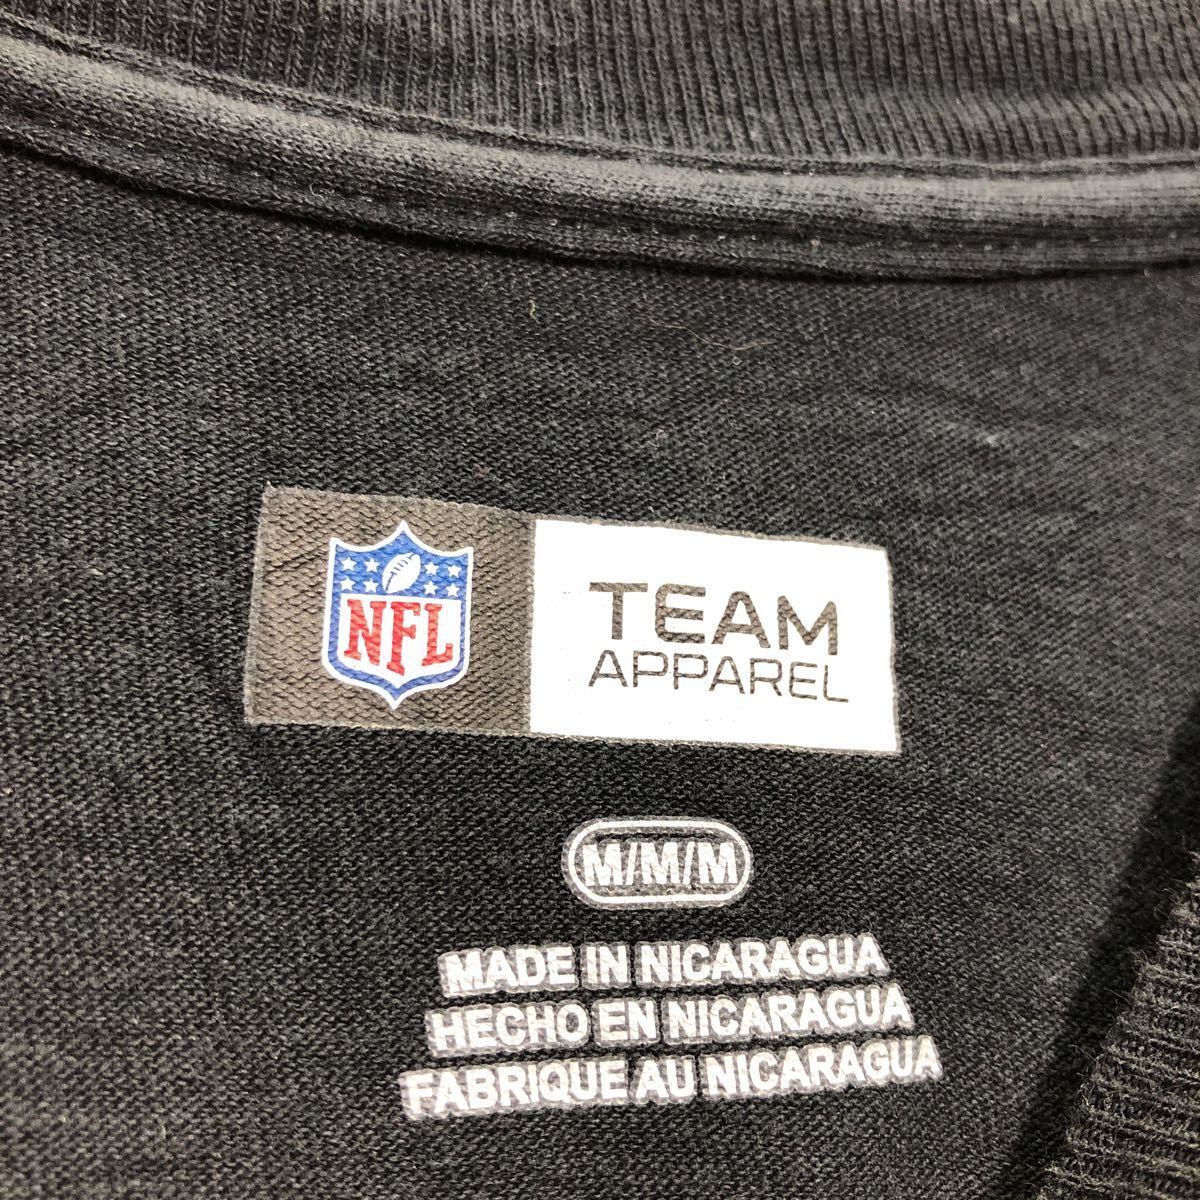 NFL
TEAM
APPAREL
M/M/M
MADE IN NICARAGUA
HECHO EN NICARAGUA
FABRIQUE AU NICARAGUA